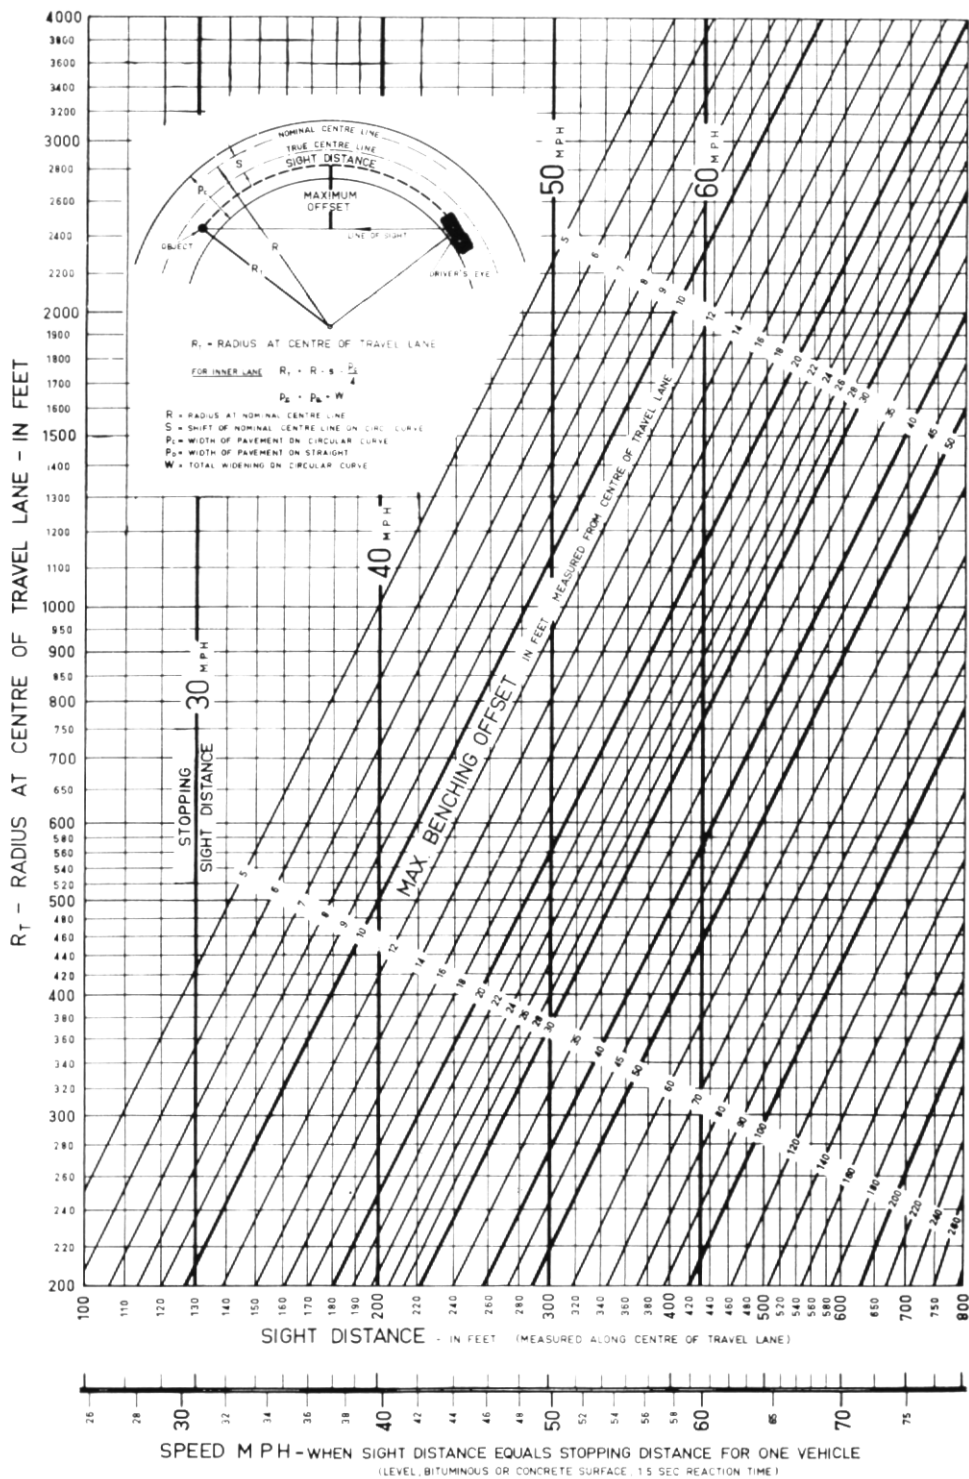 4000
3800
3600
3400
3200
3000
2800
2600
2400
2200
2000
1900
1800
1700
1600
1500
1400
1300
1200
1100
1000
950
900
850
800
750
700
650
600
580
560
540
520
500
480
460
440
420
400
380
360
340
320
300
280
260
240
220
200
RT – RADIUS AT CENTRE OF TRAVEL LANE – IN FEET
NOMINAL CENTRE LINE
TRUE CENTRE LINE
SIGHT DISTANCE
S
MAXIMUM
OFFSET
R
OBJECT
LINE OF SIGHT
DRIVER'S EYE
RADIUS AT CENTRE OF TRAVEL LANE
FOR INNER LANE
R = RADIUS AT NOMINAL CENTRE LINE
S = SHIFT OF NOMINAL CENTRE LINE ON CIRC CURVE
= WIDTH OF PAVEMENT ON CIRCULAR CURVE
= WIDTH OF PAVEMENT ON STRAIGHT
W = TOTAL WIDENING ON CIRCULAR CURVE
50 MPH
60 MPH
40 MPH
30 MPH
STOPPING
SIGHT DISTANCE
5 6 7 8 9 10 12 14 16 18 20 22 24 26 28 30 35 40 45 50
MAX. BENCHING OFFSET IN FEET MEASURED FROM CENTRE OF TRAVEL LANE
5 6 7 8 9 10 12 14 16 18 20 22 24 26 28 30 35 40 45 50 60 70 80 90 100 120 140 160 180 200 220 240 260
100 110 120 130 140 150 160 170 180 190 200 220 240 260 280 300 320 340 360 380 400 420 440 460 480 500 520 540 560 580 600 650 700 750 800
SIGHT DISTANCE - IN FEET (MEASURED ALONG CENTRE OF TRAVEL LANE)
26 28 30 32 34 36 38 40 42 44 46 48 50 52 54 56 58 60 65 70 75
SPEED MPH – WHEN SIGHT DISTANCE EQUALS STOPPING DISTANCE FOR ONE VEHICLE
(LEVEL, BITUMINOUS OR CONCRETE SURFACE, 1.5 SEC REACTION TIME)